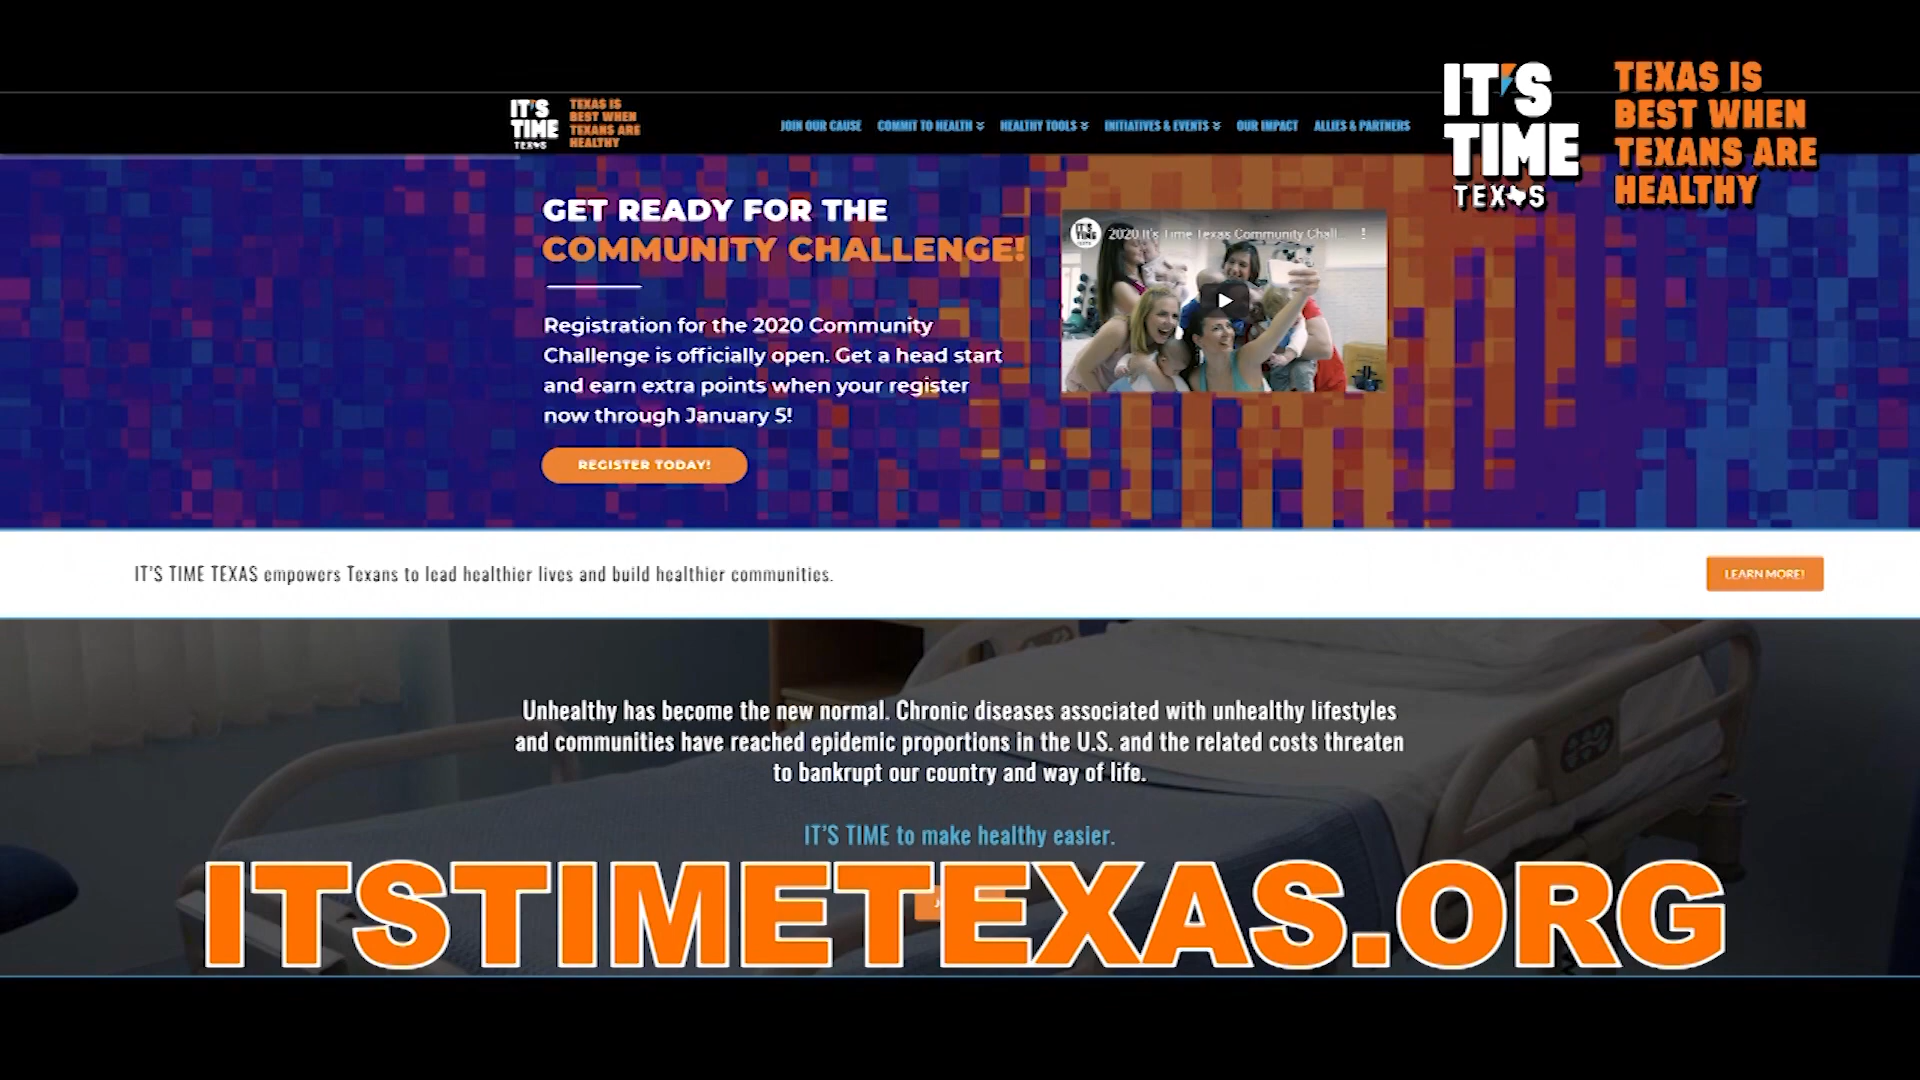 IT'S
TIME
TEXAS
TEXAS IS
BEST WHEN
TEXANS ARE
HEALTHY
JOIN OUR CAUSE
COMMIT TO HEALTH
HEALTHY TOOLS
INITIATIVES & EVENTS
OUR IMPACT
ALLIES & PARTNERS
IT'S
TIME
TEXAS
TEXAS IS
BEST WHEN
TEXANS ARE
HEALTHY
GET READY FOR THE
COMMUNITY CHALLENGE!
Registration for the 2020 Community
Challenge is officially open. Get a head start
and earn extra points when your register
now through January 5!
REGISTER TODAY!
2020 It's Time Texas Community Chall...
IT'S TIME TEXAS empowers Texans to lead healthier lives and build healthier communities.
LEARN MORE!
Unhealthy has become the new normal. Chronic diseases associated with unhealthy lifestyles
and communities have reached epidemic proportions in the U.S. and the related costs threaten
to bankrupt our country and way of life.
IT'S TIME to make healthy easier.
ITSTIMETEXAS.ORG